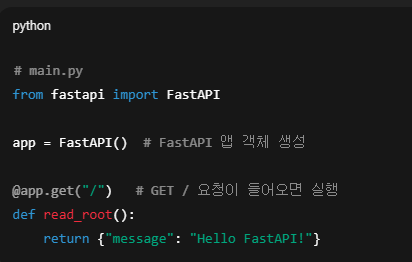 python
# main.py
from fastapi import FastAPI
app = FastAPI()  # FastAPI 앱 객체 생성
@app.get("/")   # GET / 요청이 들어오면 실행
def read_root():
    return {"message": "Hello FastAPI!"}